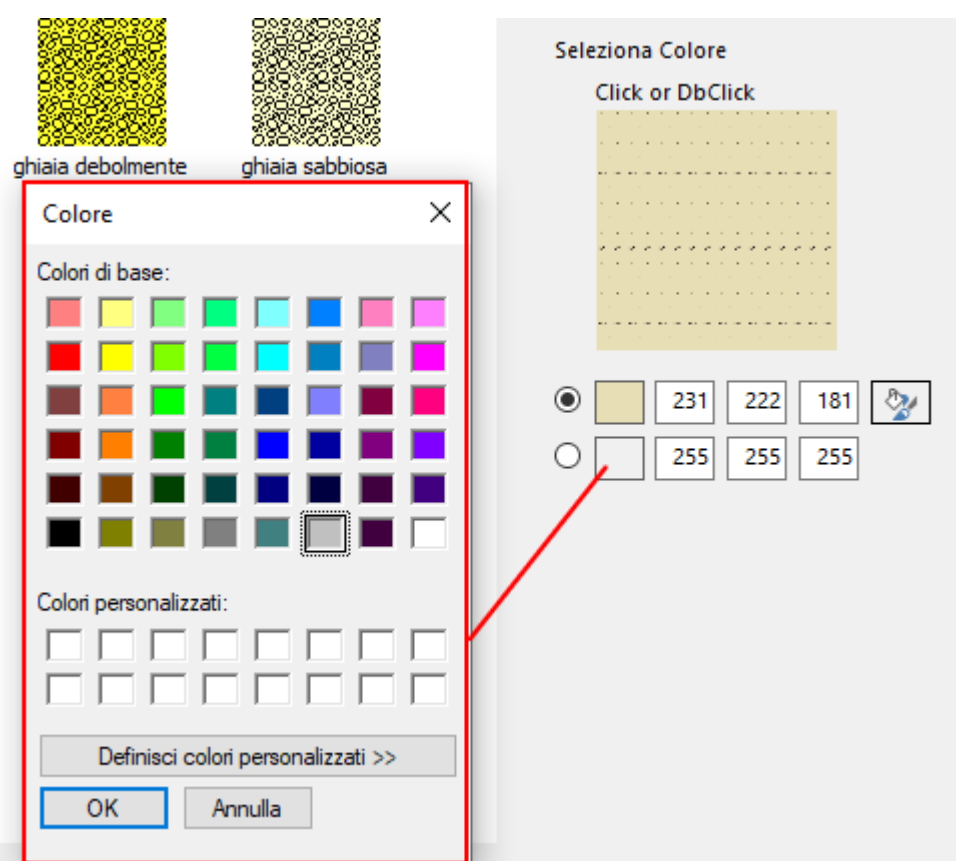 ghiaia debolmente
ghiaia sabbiosa
Colore
Colori di base:
Colori personalizzati:
Definisci colori personalizzati >>
OK
Annulla
Seleziona Colore
Click or DbClick
231 222 181
255 255 255